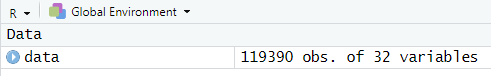 R Global Environment
Data
data 119390 obs. of 32 variables